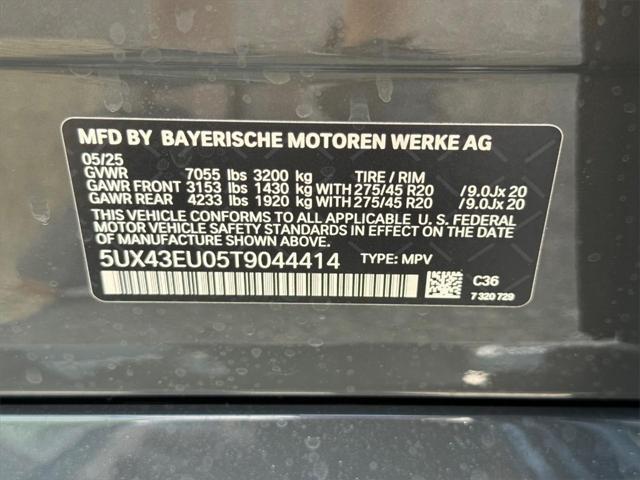 MFD BY BAYERISCHE MOTOREN WERKE AG
05/25
GVWR 7055 lbs 3200 kg TIRE / RIM
GAWR FRONT 3153 lbs 1430 kg WITH 275/45 R20 /9.0Jx 20
GAWR REAR 4233 lbs 1920 kg WITH 275/45 R20 /9.0Jx 20
THIS VEHICLE CONFORMS TO ALL APPLICABLE U. S. FEDERAL
MOTOR VEHICLE SAFETY STANDARDS IN EFFECT ON THE
DATE OF MANUFACTURE SHOWN ABOVE.
5UX43EU05T9044414 TYPE: MPV
C36
7 320 729